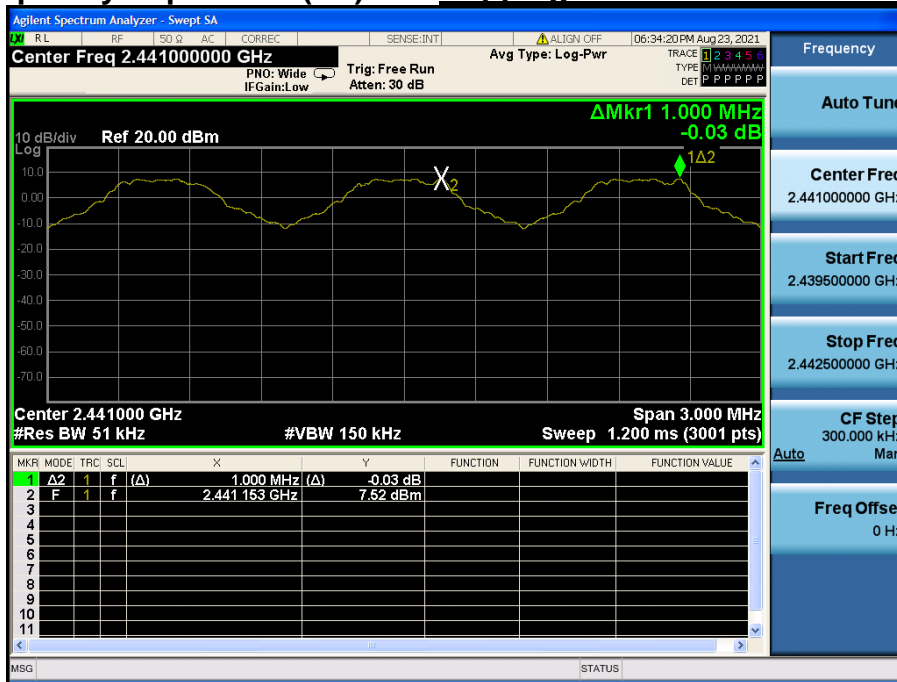 Agilent Spectrum Analyzer - Swept SA
LXI RL RF 50 Ω AC CORREC SENSE:INT ALIGN OFF 06:34:20 PM Aug 23, 2021
Center Freq 2.441000000 GHz Avg Type: Log-Pwr TRACE 1 2 3 4 5 6
PNO: Wide Trig: Free Run TYPE M WWWWW
IFGain:Low Atten: 30 dB DET P P P P P P
Frequency
Auto Tune
Center Freq
2.441000000 GHz
Start Freq
2.439500000 GHz
Stop Freq
2.442500000 GHz
CF Step
300.000 kHz
Auto Man
Freq Offset
0 Hz
ΔMkr1 1.000 MHz
10 dB/div Ref 20.00 dBm -0.03 dB
Log
1Δ2
10.0
X2
0.00
-10.0
-20.0
-30.0
-40.0
-50.0
-60.0
-70.0
Center 2.441000 GHz Span 3.000 MHz
#Res BW 51 kHz #VBW 150 kHz Sweep 1.200 ms (3001 pts)
MKR MODE TRC SCL X Y FUNCTION FUNCTION WIDTH FUNCTION VALUE
1 Δ2 1 f (Δ) 1.000 MHz (Δ) -0.03 dB
2 F 1 f 2.441 153 GHz 7.52 dBm
3
4
5
6
7
8
9
10
11
MSG STATUS